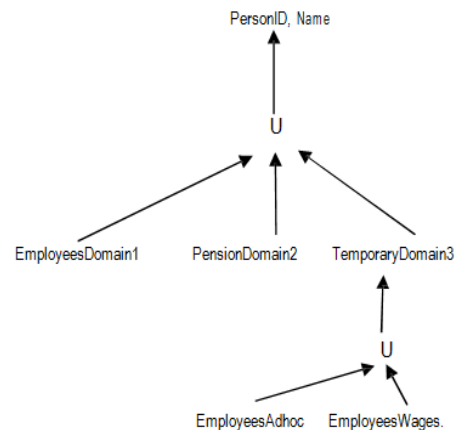 PersonID, Name
U
EmployeesDomain1 PensionDomain2 TemporaryDomain3
U
EmployeesAdhoc EmployeesWages.